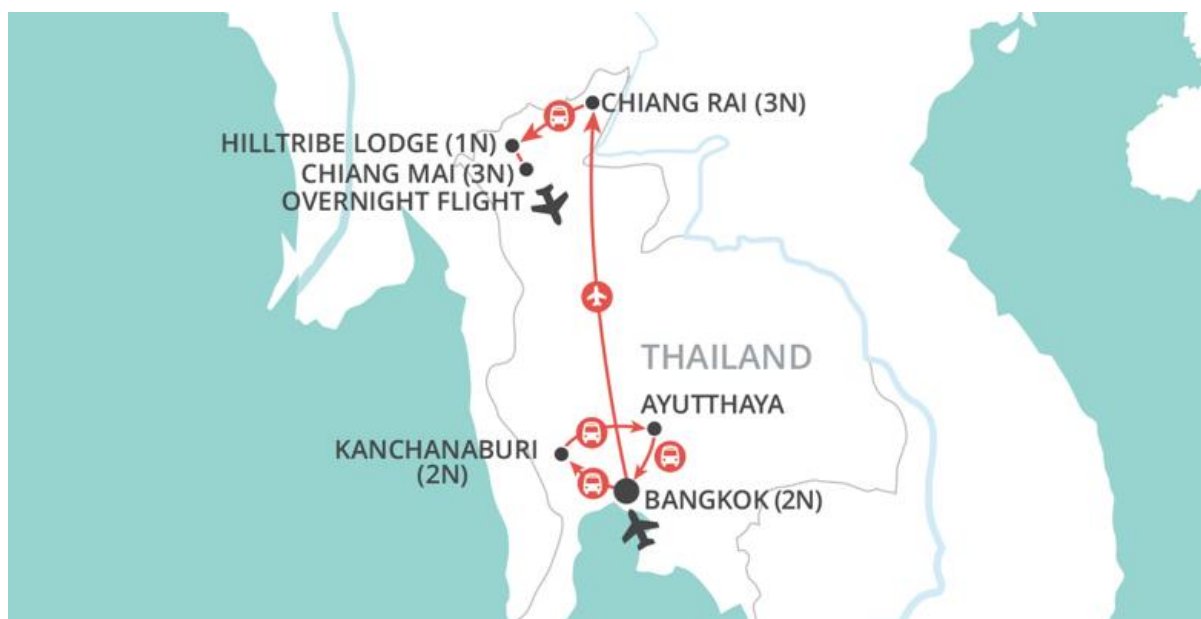 CHIANG RAI (3N)
HILLTRIBE LODGE (1N)
CHIANG MAI (3N)
OVERNIGHT FLIGHT
THAILAND
AYUTTHAYA
KANCHANABURI
(2N)
BANGKOK (2N)